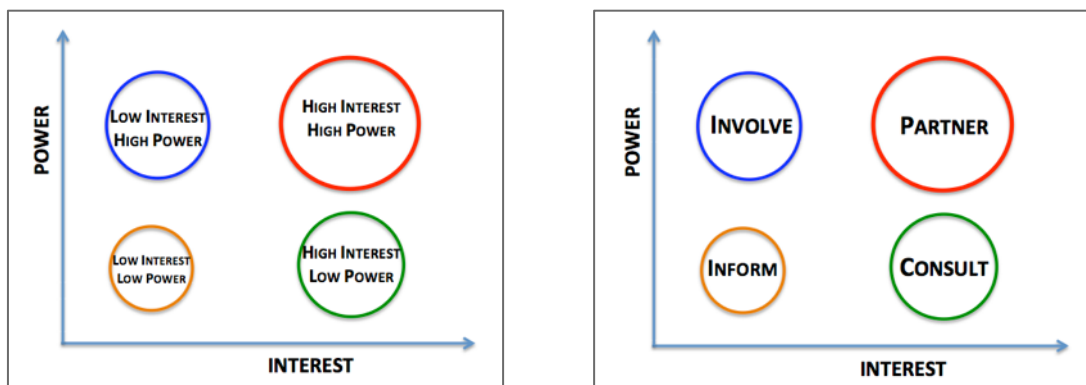 POWER
LOW INTEREST
HIGH POWER
HIGH INTEREST
HIGH POWER
LOW INTEREST
LOW POWER
HIGH INTEREST
LOW POWER
INTEREST
POWER
INVOLVE
PARTNER
INFORM
CONSULT
INTEREST